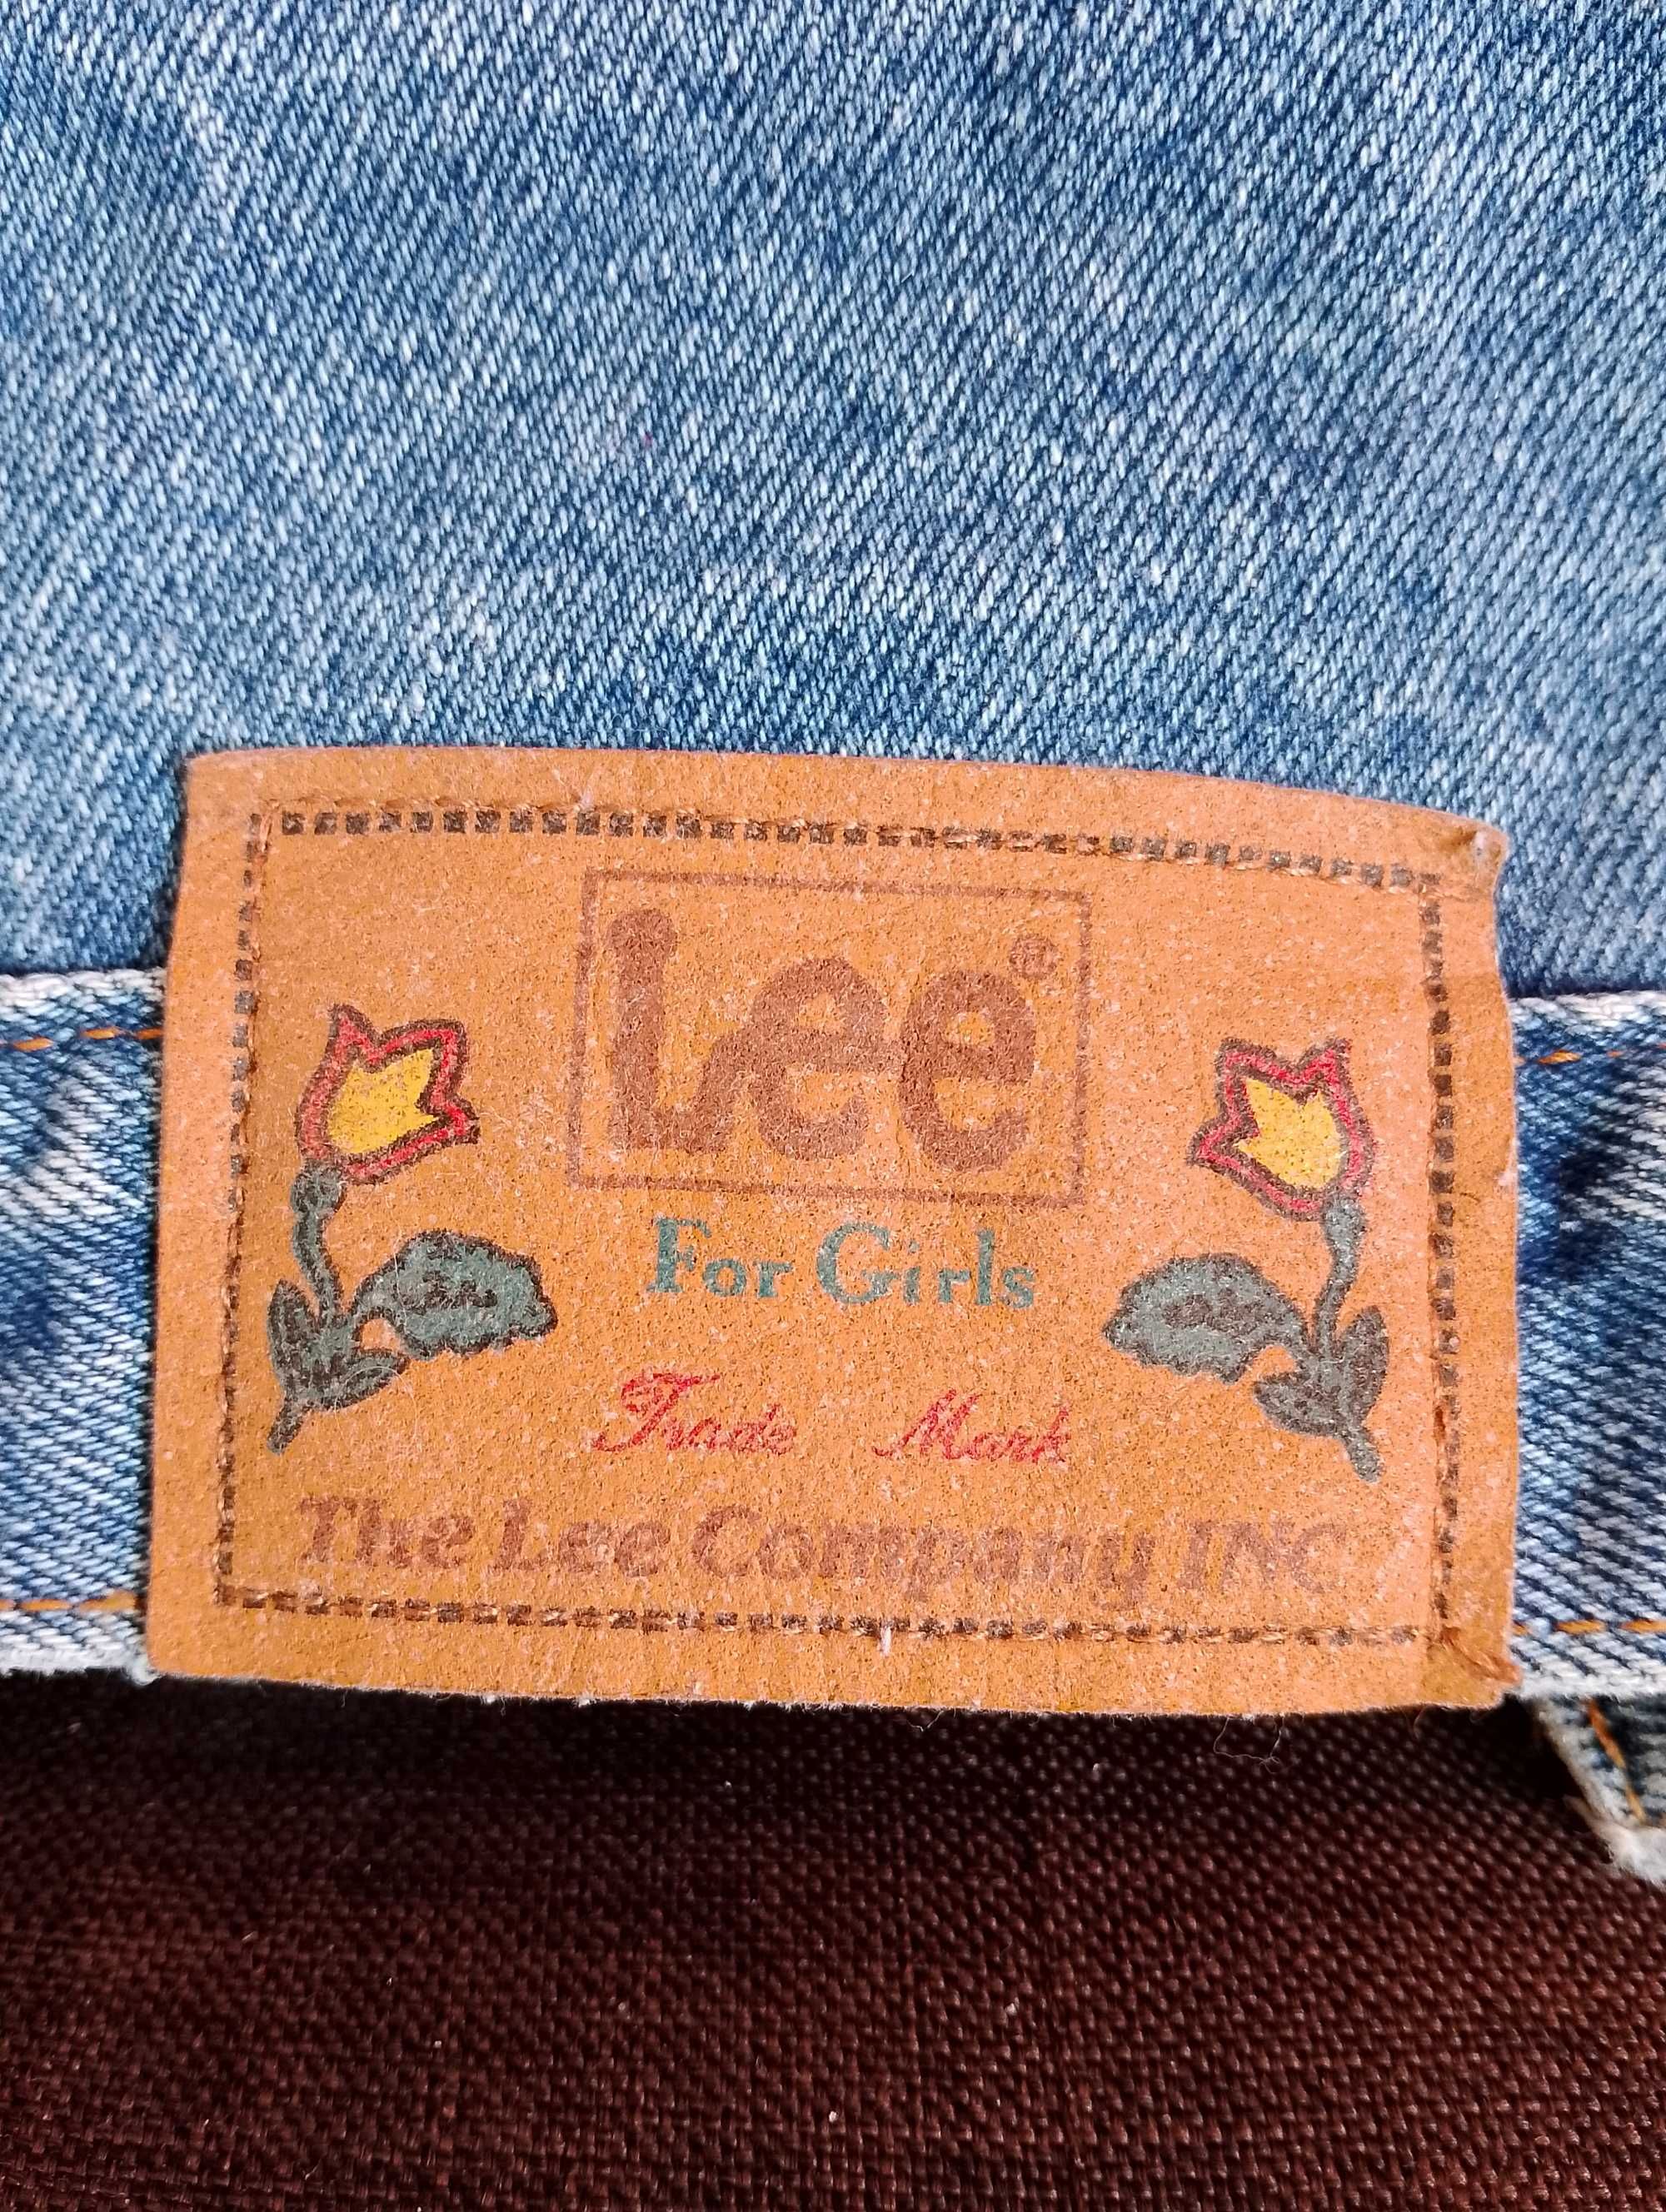 Lee®
For Girls
Trade Mark
The Lee Company INC